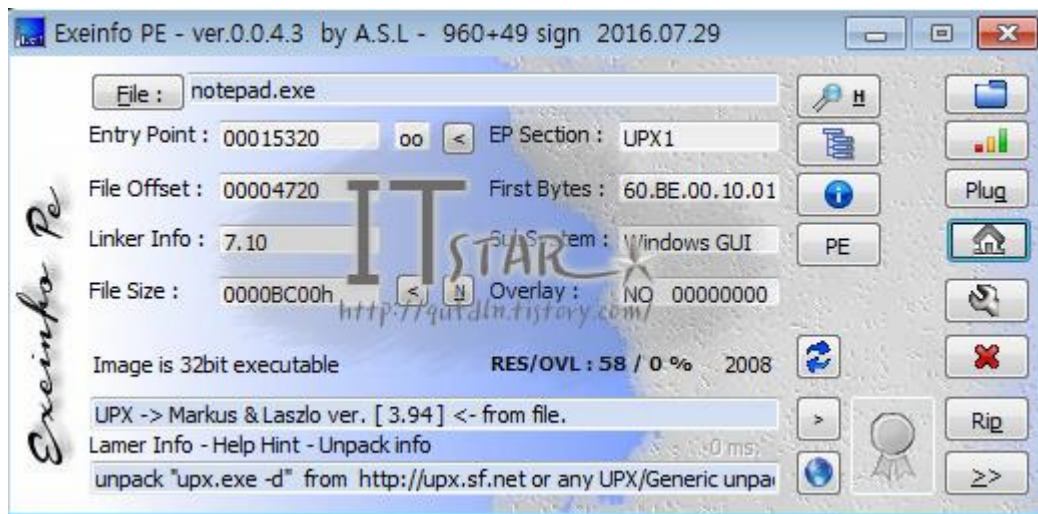 Exeinfo PE - ver.0.0.4.3 by A.S.L - 960+49 sign 2016.07.29
File : notepad.exe H
Entry Point : 00015320 oo < EP Section : UPX1
File Offset : 00004720 First Bytes : 60.BE.00.10.01 Plug
Linker Info : 7.10 SubSystem : Windows GUI PE
File Size : 0000BC00h < N Overlay : NO 00000000
IT STAR
Image is 32bit executable RES/OVL : 58 / 0 % 2008
UPX -> Markus & Laszlo ver. [ 3.94 ] <- from file. > Rip
Lamer Info - Help Hint - Unpack info 0 ms.
unpack "upx.exe -d" from http://upx.sf.net or any UPX/Generic unpa >>
Exeinfo Pe